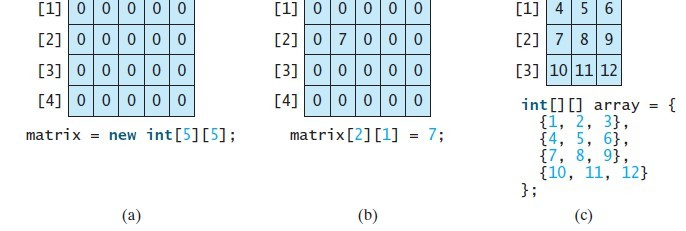 [1] 0 0 0 0 0
[2] 0 0 0 0 0
[3] 0 0 0 0 0
[4] 0 0 0 0 0
matrix = new int[5][5];
(a)
[1] 0 0 0 0 0
[2] 0 7 0 0 0
[3] 0 0 0 0 0
[4] 0 0 0 0 0
matrix[2][1] = 7;
(b)
[1] 4 5 6
[2] 7 8 9
[3] 10 11 12
int[][] array = {
{1, 2, 3},
{4, 5, 6},
{7, 8, 9},
{10, 11, 12}
};
(c)